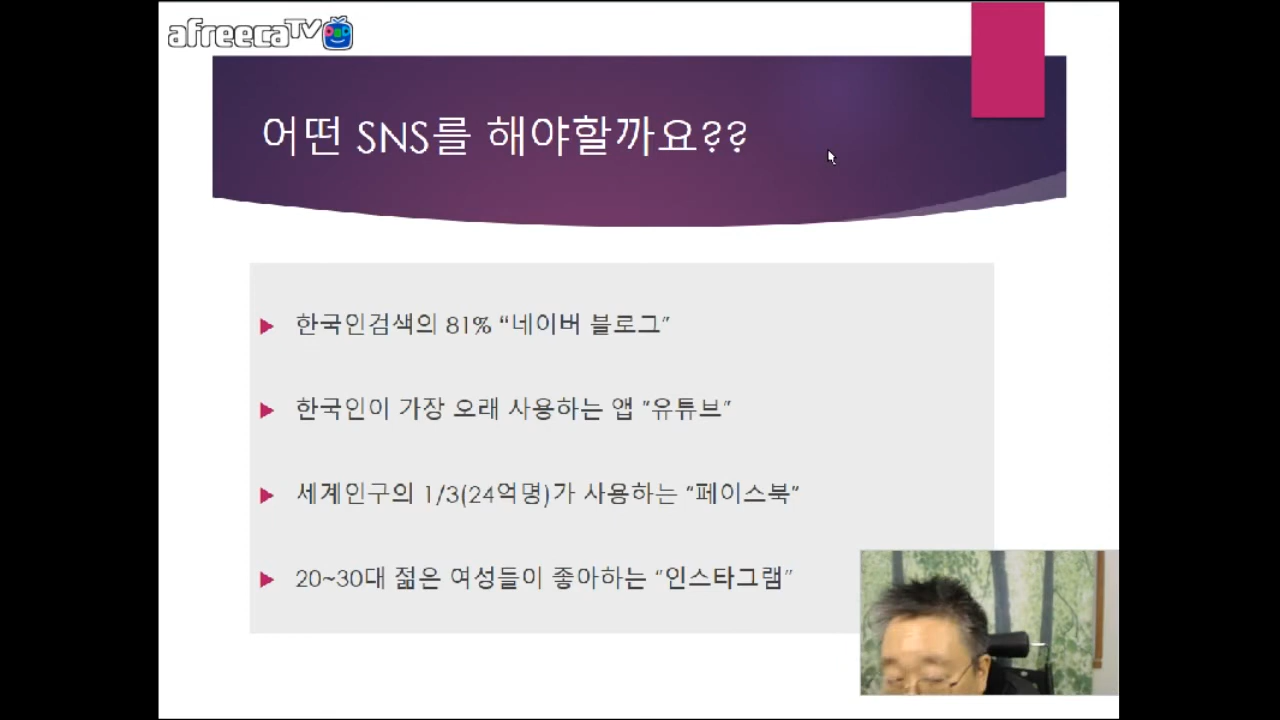 afreecaTV
어떤 SNS를 해야할까요??
한국인검색의 81% “네이버 블로그”
한국인이 가장 오래 사용하는 앱 ”유튜브”
세계인구의 1/3(24억명)가 사용하는 ”페이스북”
20~30대 젊은 여성들이 좋아하는 ”인스타그램”